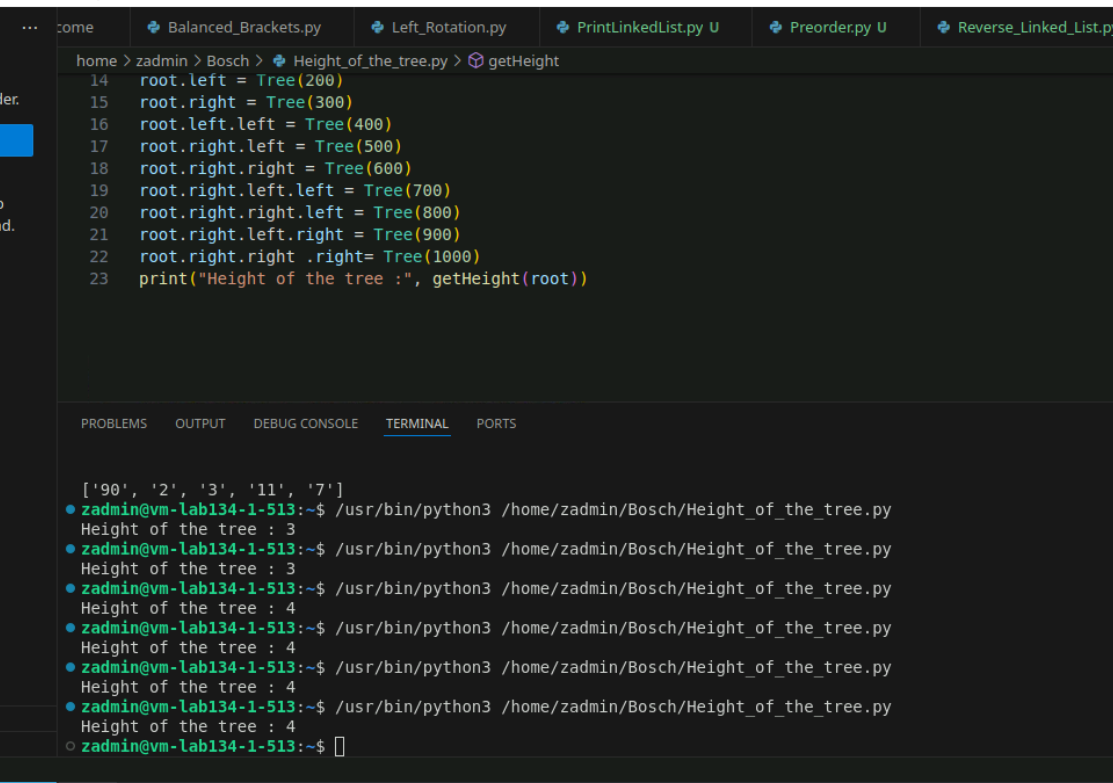 ... come Balanced_Brackets.py Left_Rotation.py PrintLinkedList.py U Preorder.py U Reverse_Linked_List.py
home > zadmin > Bosch > Height_of_the_tree.py > getHeight
der.
nd.
14 root.left = Tree(200)
15 root.right = Tree(300)
16 root.left.left = Tree(400)
17 root.right.left = Tree(500)
18 root.right.right = Tree(600)
19 root.right.left.left = Tree(700)
20 root.right.right.left = Tree(800)
21 root.right.left.right = Tree(900)
22 root.right.right .right= Tree(1000)
23 print("Height of the tree :", getHeight(root))
PROBLEMS OUTPUT DEBUG CONSOLE TERMINAL PORTS
['90', '2', '3', '11', '7']
zadmin@vm-lab134-1-513:~$ /usr/bin/python3 /home/zadmin/Bosch/Height_of_the_tree.py
Height of the tree : 3
zadmin@vm-lab134-1-513:~$ /usr/bin/python3 /home/zadmin/Bosch/Height_of_the_tree.py
Height of the tree : 3
zadmin@vm-lab134-1-513:~$ /usr/bin/python3 /home/zadmin/Bosch/Height_of_the_tree.py
Height of the tree : 4
zadmin@vm-lab134-1-513:~$ /usr/bin/python3 /home/zadmin/Bosch/Height_of_the_tree.py
Height of the tree : 4
zadmin@vm-lab134-1-513:~$ /usr/bin/python3 /home/zadmin/Bosch/Height_of_the_tree.py
Height of the tree : 4
zadmin@vm-lab134-1-513:~$ /usr/bin/python3 /home/zadmin/Bosch/Height_of_the_tree.py
Height of the tree : 4
zadmin@vm-lab134-1-513:~$